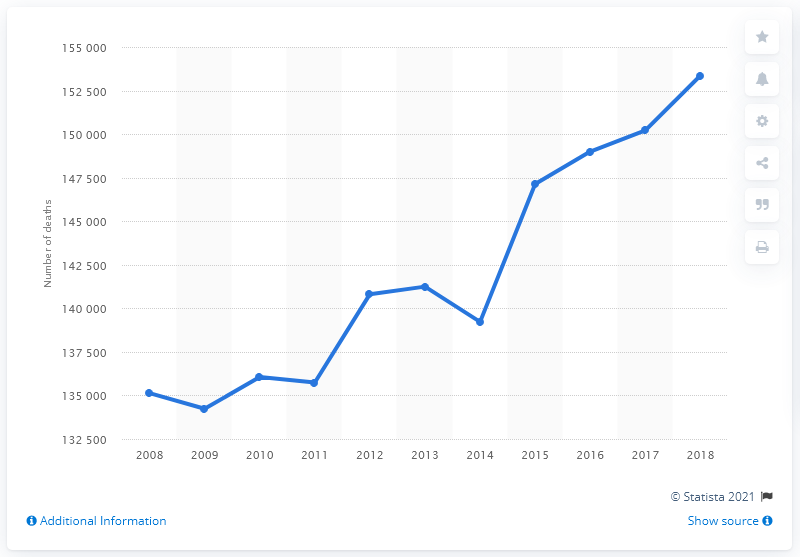 155 000
152 500
150 000
147 500
145 000
142 500
140 000
137 500
135 000
132 500
Number of deaths
2008 2009 2010 2011 2012 2013 2014 2015 2016 2017 2018
© Statista 2021
Additional Information
Show source